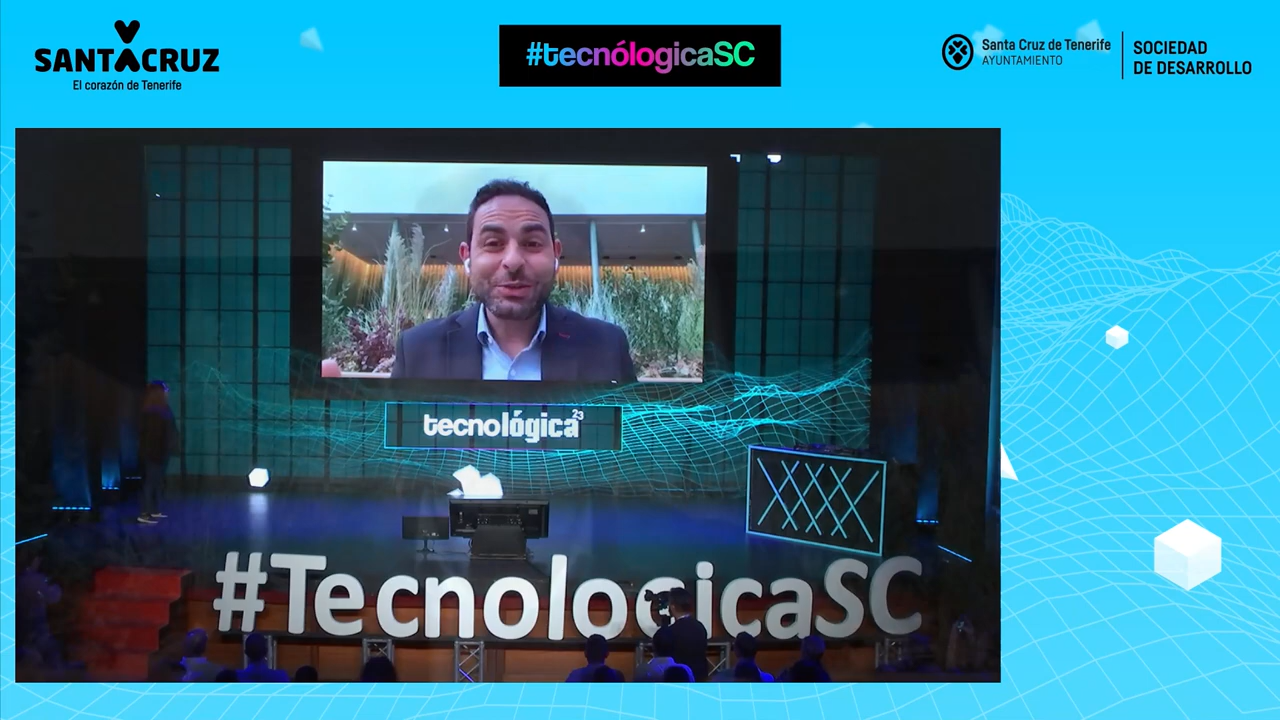 SANTACRUZ
El corazón de Tenerife
#tecnólogicaSC
Santa Cruz de Tenerife
AYUNTAMIENTO
SOCIEDAD
DE DESARROLLO
tecnológica23
#TecnologicaSC